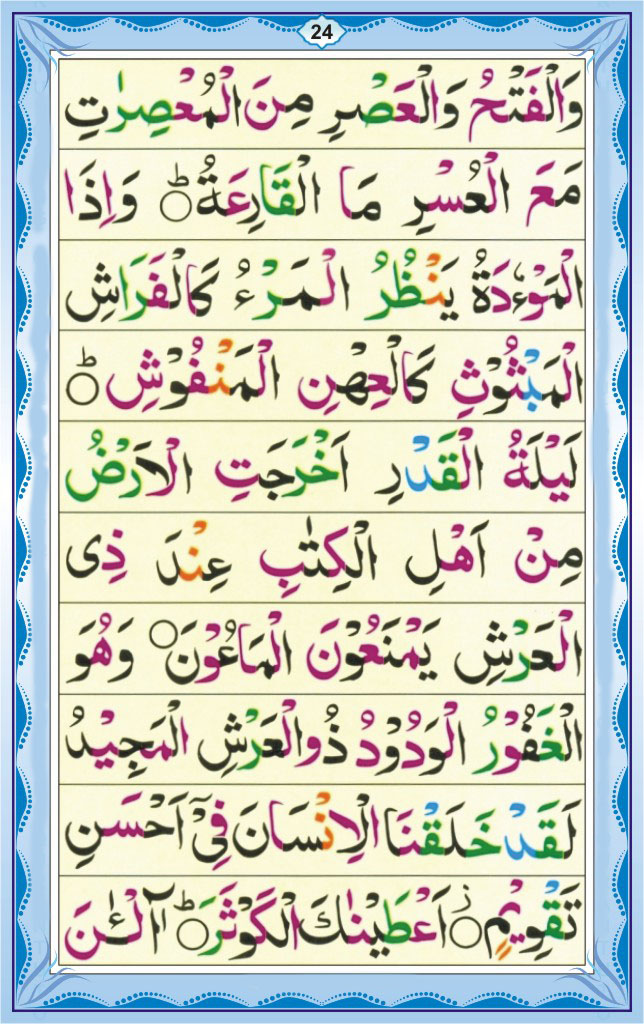 24
وَالْفَتْحُ وَالْعَصْرِ مِنَ الْمُعْصِرٰتِ
مَعَ الْعُسْرِ مَا الْقَارِعَةُ ○ؕ وَاِذَا
الْمَوْءٗدَةُ يَنْظُرُ الْمَرْءُ كَالْفَرَاشِ
الْمَبْثُوْثِ كَالْعِهْنِ الْمَنْفُوْشِ ○ؕ
لَيْلَةُ الْقَدْرِ اَخْرَجَتِ الْاَرْضُ
مِنْ اَهْلِ الْكِتٰبِ عِنْدَ ذِى
الْعَرْشِ يَمْنَعُوْنَ الْمَاعُوْنَ○ وَهُوَ
الْغَفُوْرُ الْوَدُوْدُ ذُوالْعَرْشِ الْمَجِيْدُ
لَقَدْ خَلَقْنَا الْاِنْسَانَ فِيْٓ اَحْسَنِ
تَقْوِيْمٍ○ز اَعْطَيْنٰكَ الْكَوْثَرَ○ؕ آلْـٰٔنَ